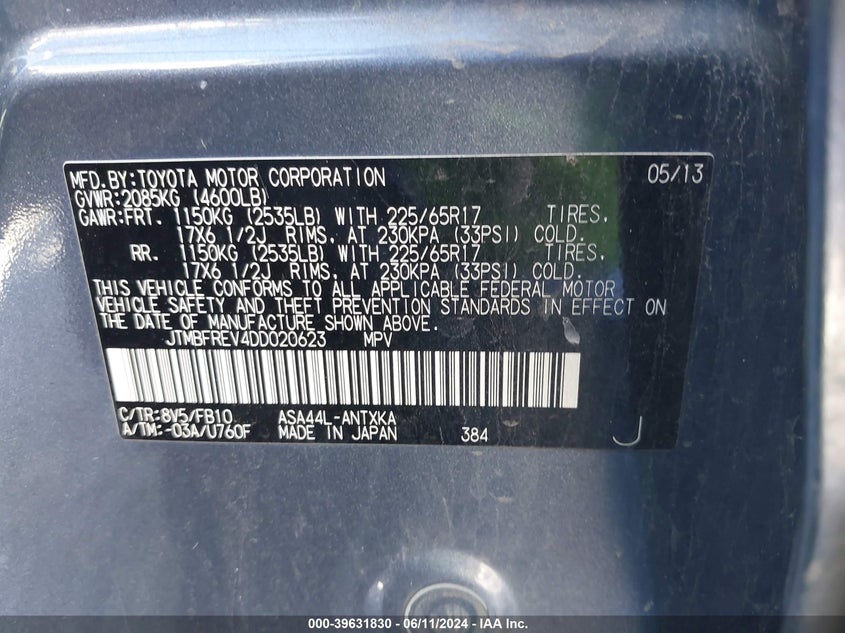 MFD.BY:TOYOTA MOTOR CORPORATION 05/13
GVWR:2085KG (4600LB)
GAWR:FRT. 1150KG (2535LB) WITH 225/65R17 TIRES,
17X6 1/2J RIMS, AT 230KPA (33PSI) COLD.
RR. 1150KG (2535LB) WITH 225/65R17 TIRES,
17X6 1/2J RIMS, AT 230KPA (33PSI) COLD.
THIS VEHICLE CONFORMS TO ALL APPLICABLE FEDERAL MOTOR
VEHICLE SAFETY AND THEFT PREVENTION STANDARDS IN EFFECT ON
THE DATE OF MANUFACTURE SHOWN ABOVE.
JTMBFREV4DD020623 MPV
C/TR:8V5/FB10 ASA44L-ANTXKA
A/TM:-03A/U760F MADE IN JAPAN 384 J
000-39631830 - 06/11/2024 - IAA Inc.